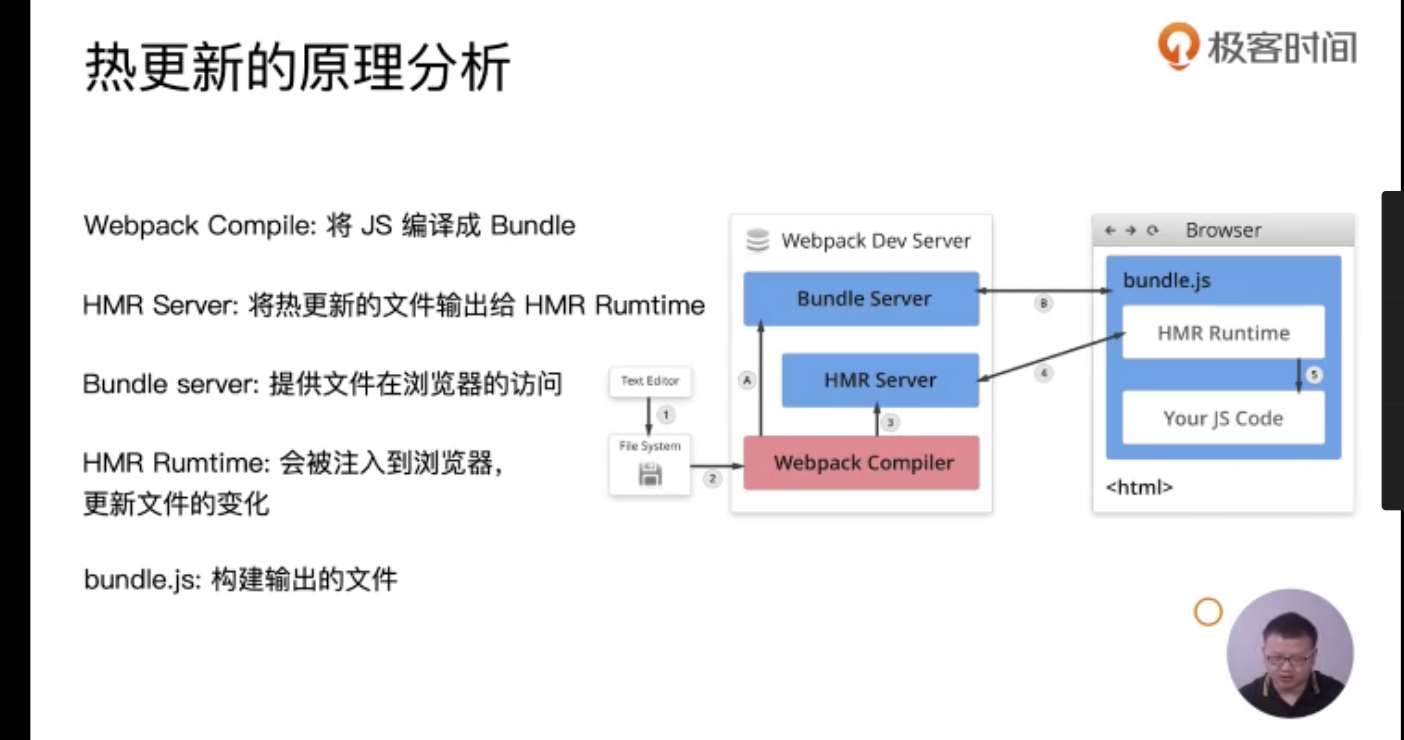 热更新的原理分析
极客时间
Webpack Compile: 将 JS 编译成 Bundle
HMR Server: 将热更新的文件输出给 HMR Rumtime
Bundle server: 提供文件在浏览器的访问
HMR Rumtime: 会被注入到浏览器，
更新文件的变化
bundle.js: 构建输出的文件
Text Editor
1
File System
2
Webpack Dev Server
Bundle Server
A
HMR Server
3
Webpack Compiler
B
4
Browser
bundle.js
HMR Runtime
5
Your JS Code
<html>